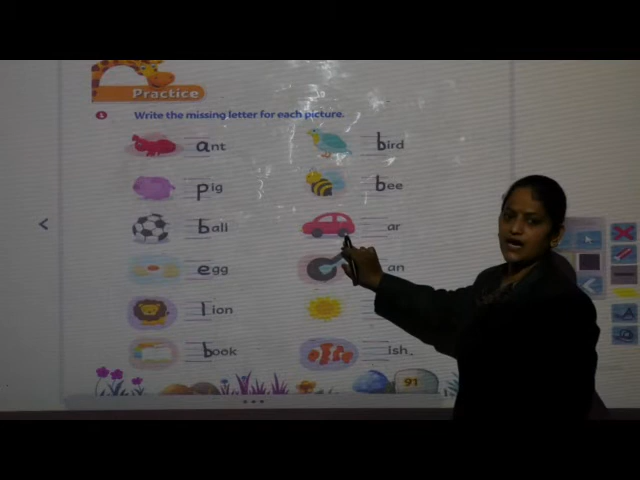 Practice
Write the missing letter for each picture.
ant
bird
pig
bee
ball
ar
egg
an
lion
book
ish.
91